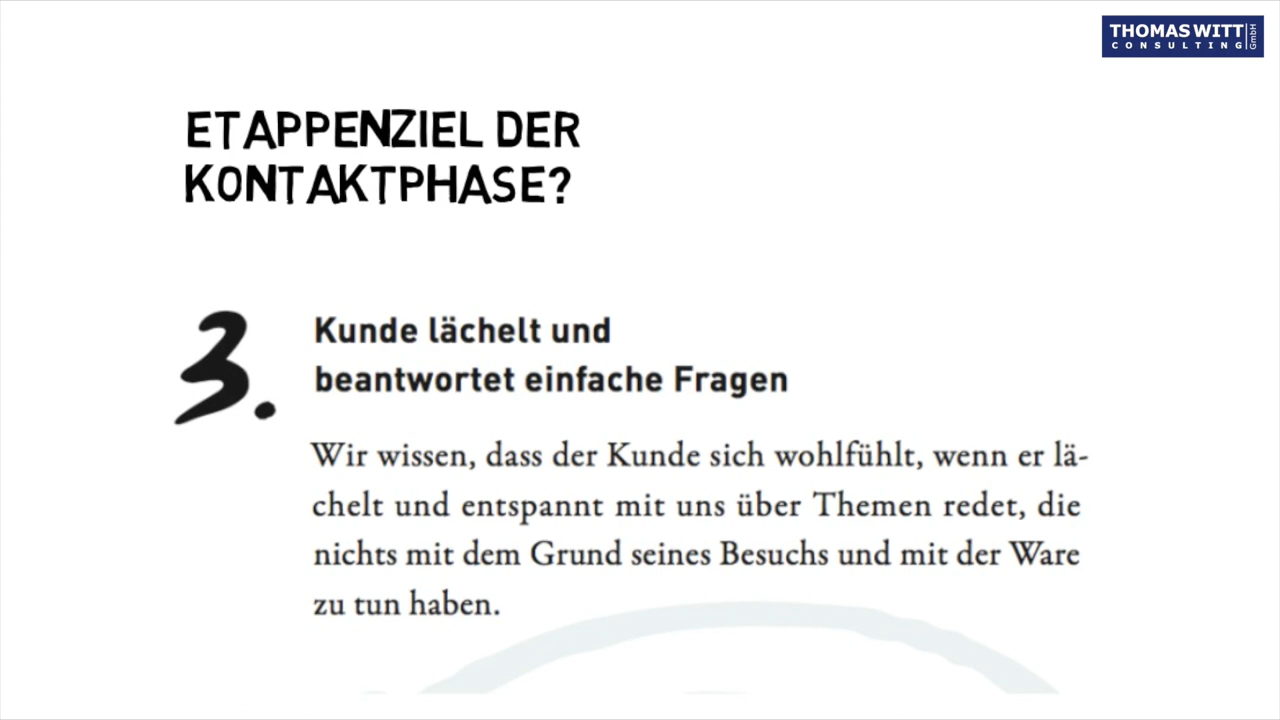 THOMAS WITT GmbH
CONSULTING
ETAPPENZIEL DER
KONTAKTPHASE?
3.
Kunde lächelt und
beantwortet einfache Fragen
Wir wissen, dass der Kunde sich wohlfühlt, wenn er lä-
chelt und entspannt mit uns über Themen redet, die
nichts mit dem Grund seines Besuchs und mit der Ware
zu tun haben.